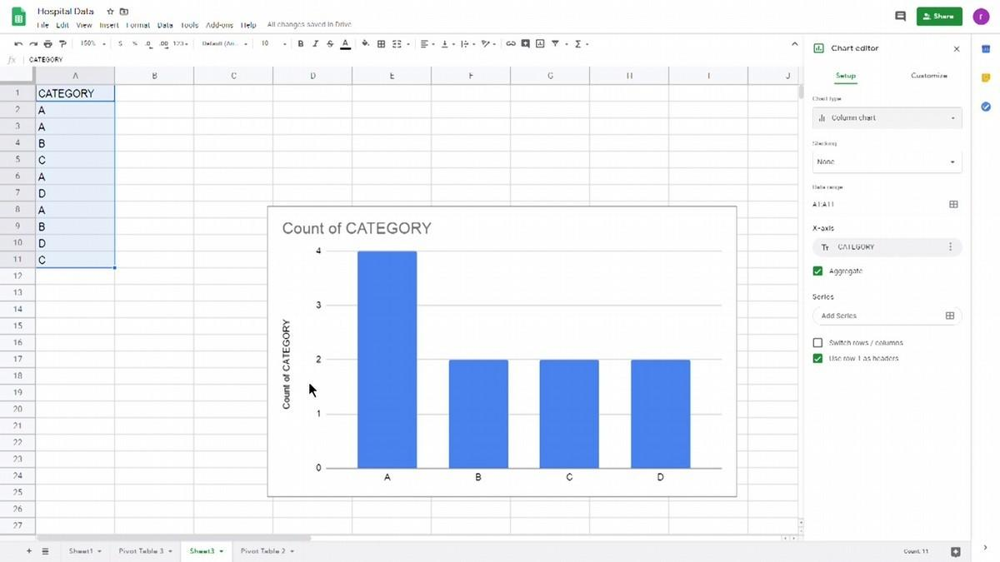 Hospital Data
File Edit View Insert Format Data Tools Add-ons Help All changes saved in Drive
Share
r
150% $ % .0 .00 123 Default (Ari... 10 B I S A
fx CATEGORY
A B C D E F G H I J
1 CATEGORY
2 A
3 A
4 B
5 C
6 A
7 D
8 A
9 B
10 D
11 C
12
13
14
15
16
17
18
19
20
21
22
23
24
25
26
27
Count of CATEGORY
Count of CATEGORY
4
3
2
1
0
A B C D
Chart editor
Setup Customize
Chart type
Column chart
Stacking
None
Data range
A1:A11
X-axis
Tт CATEGORY
Aggregate
Series
Add Series
Switch rows / columns
Use row 1 as headers
Sheet1 Pivot Table 3 Sheet3 Pivot Table 2
Count: 11